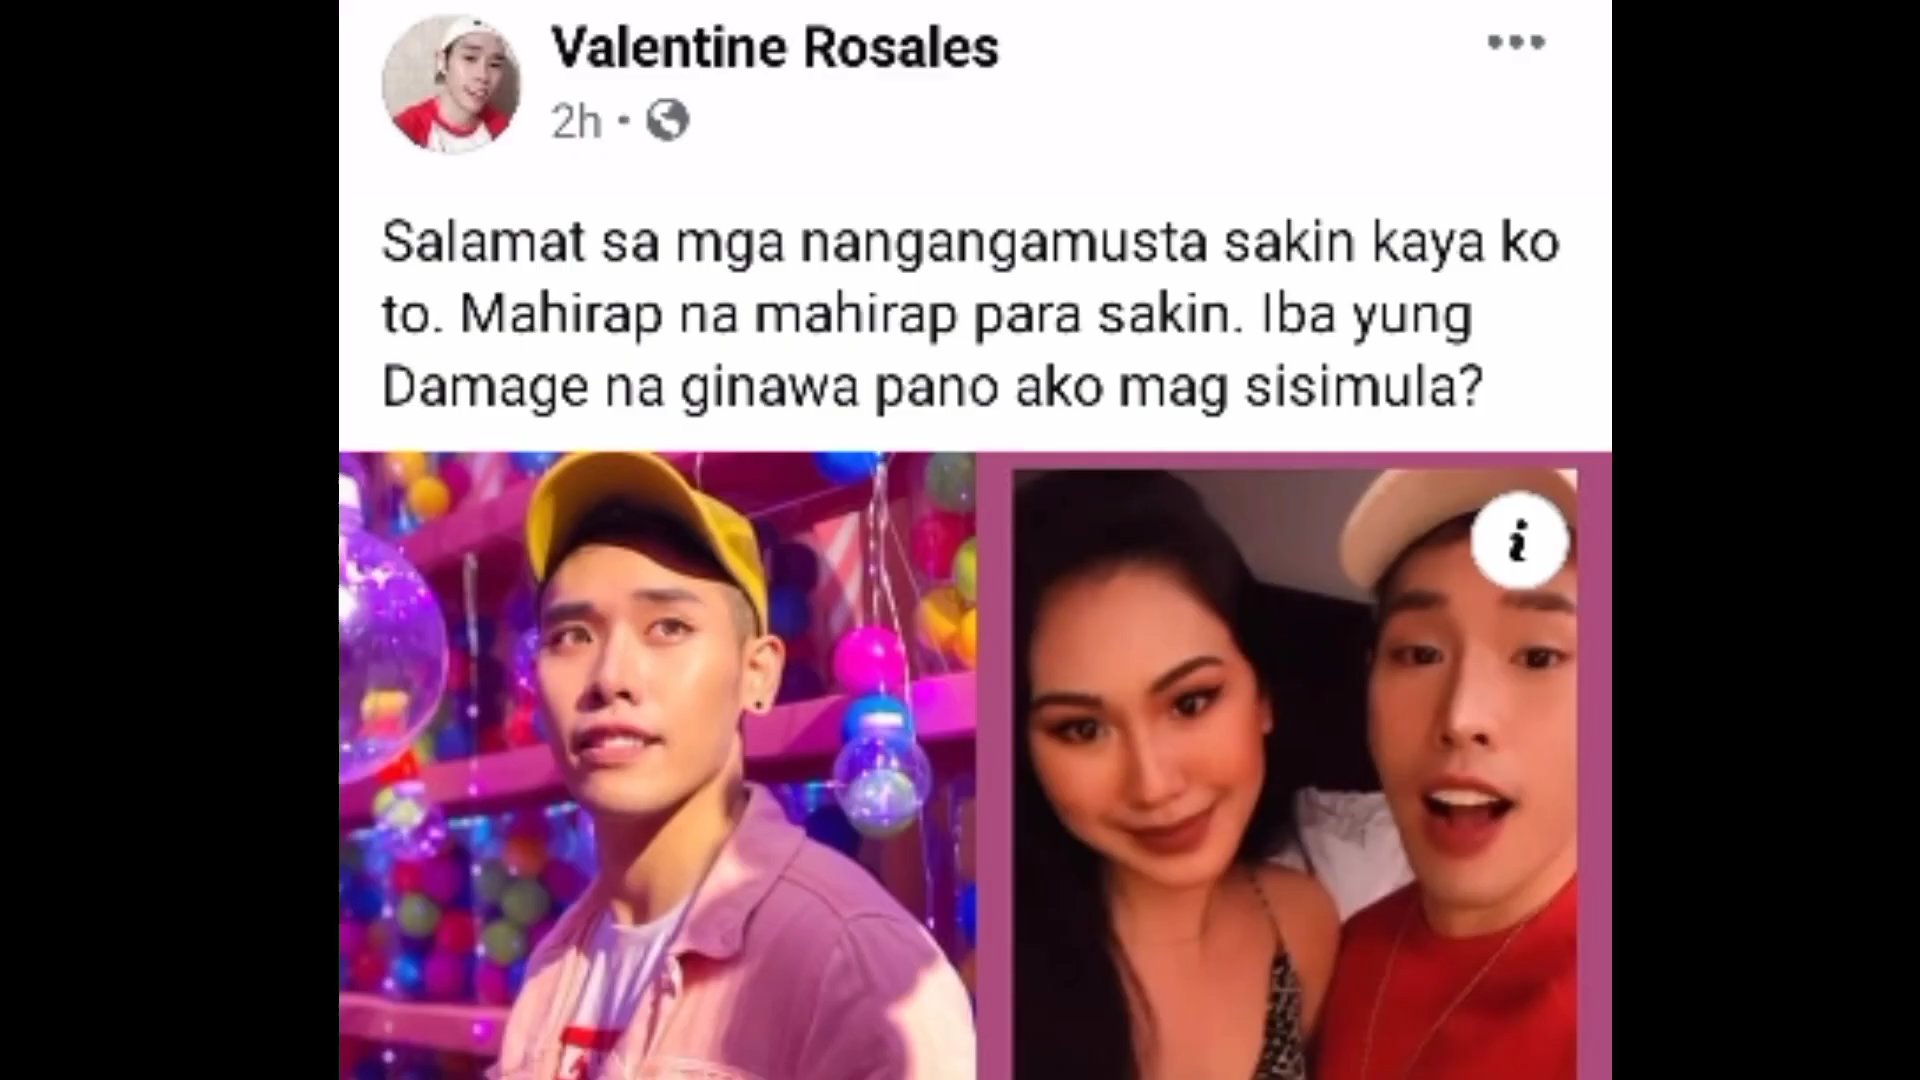 Valentine Rosales
2h
Salamat sa mga nangangamusta sakin kaya ko
to. Mahirap na mahirap para sakin. Iba yung
Damage na ginawa pano ako mag sisimula?
i